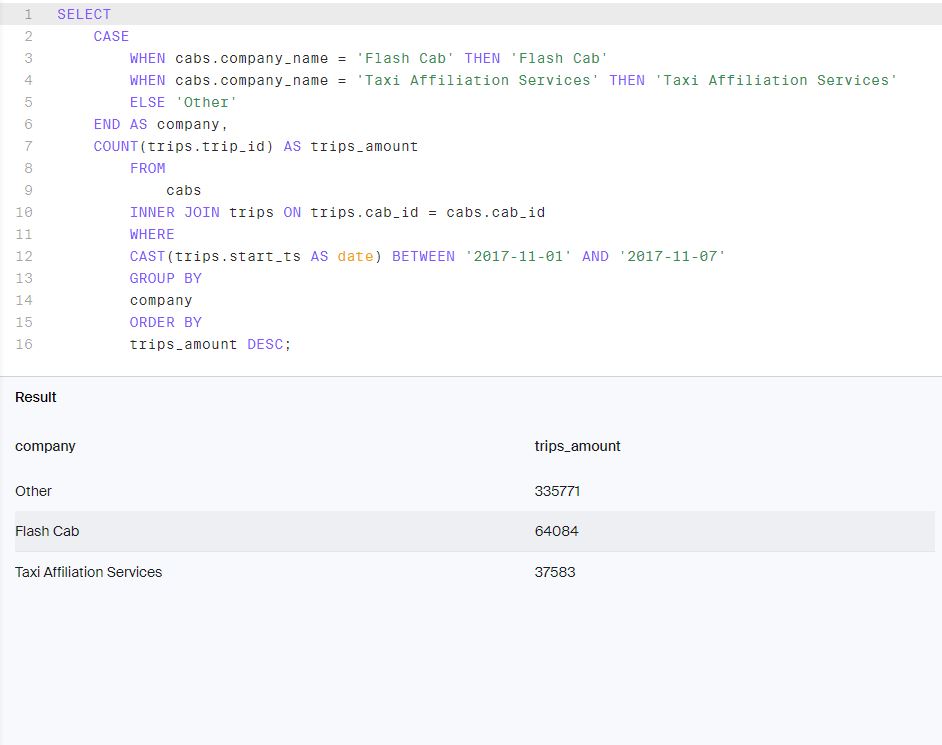 1 SELECT
2 CASE
3 WHEN cabs.company_name = 'Flash Cab' THEN 'Flash Cab'
4 WHEN cabs.company_name = 'Taxi Affiliation Services' THEN 'Taxi Affiliation Services'
5 ELSE 'Other'
6 END AS company,
7 COUNT(trips.trip_id) AS trips_amount
8 FROM
9 cabs
10 INNER JOIN trips ON trips.cab_id = cabs.cab_id
11 WHERE
12 CAST(trips.start_ts AS date) BETWEEN '2017-11-01' AND '2017-11-07'
13 GROUP BY
14 company
15 ORDER BY
16 trips_amount DESC;
Result
company trips_amount
Other 335771
Flash Cab 64084
Taxi Affiliation Services 37583